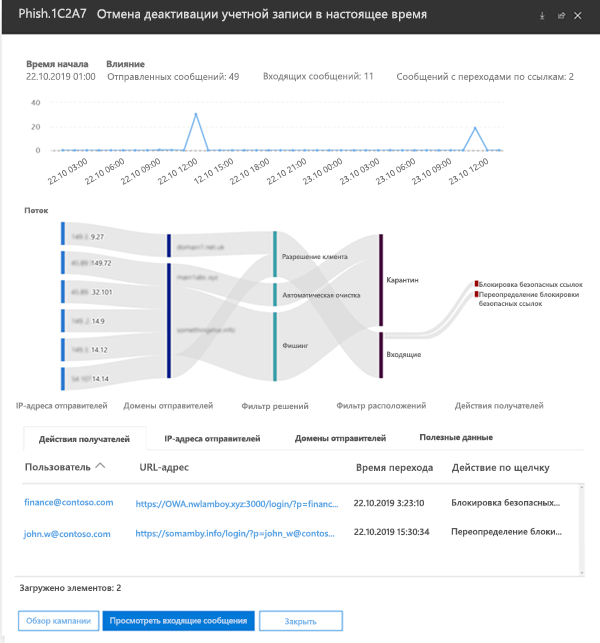 Phish.1C2A7 Отмена деактивации учетной записи в настоящее время
Время начала Влияние
22.10.2019 01:00 Отправленных сообщений: 49 Входящих сообщений: 11 Сообщений с переходами по ссылкам: 2
40
20
0
22.10 03:00 22.10 06:00 22.10 09:00 22.10 12:00 12.10 15:00 22.10 18:00 22.10 21:00 23.10 00:00 23.10 03:00 23.10 06:00 23.10 09:00 23.10 12:00
Поток
9.27
149.72
32.101
14.9
14.12
14.14
Разрешение клиента
Автоматическая очистка
Фишинг
Карантин
Входящие
Блокировка безопасных ссылок
Переопределение блокировки
безопасных ссылок
IP-адреса отправителей Домены отправителей Фильтр решений Фильтр расположений Действия получателей
Действия получателей IP-адреса отправителей Домены отправителей Полезные данные
Пользователь URL-адрес Время перехода Действие по щелчку
finance@contoso.com https://OWA.nwlamboy.xyz:3000/login/?p=financ... 22.10.2019 3:23:10 Блокировка безопасных...
john.w@contoso.com https://somamby.info/login/?p=john_w@contos... 22.10.2019 15:30:34 Переопределение блоки...
Загружено элементов: 2
Обзор кампании Просмотреть входящие сообщения Закрыть